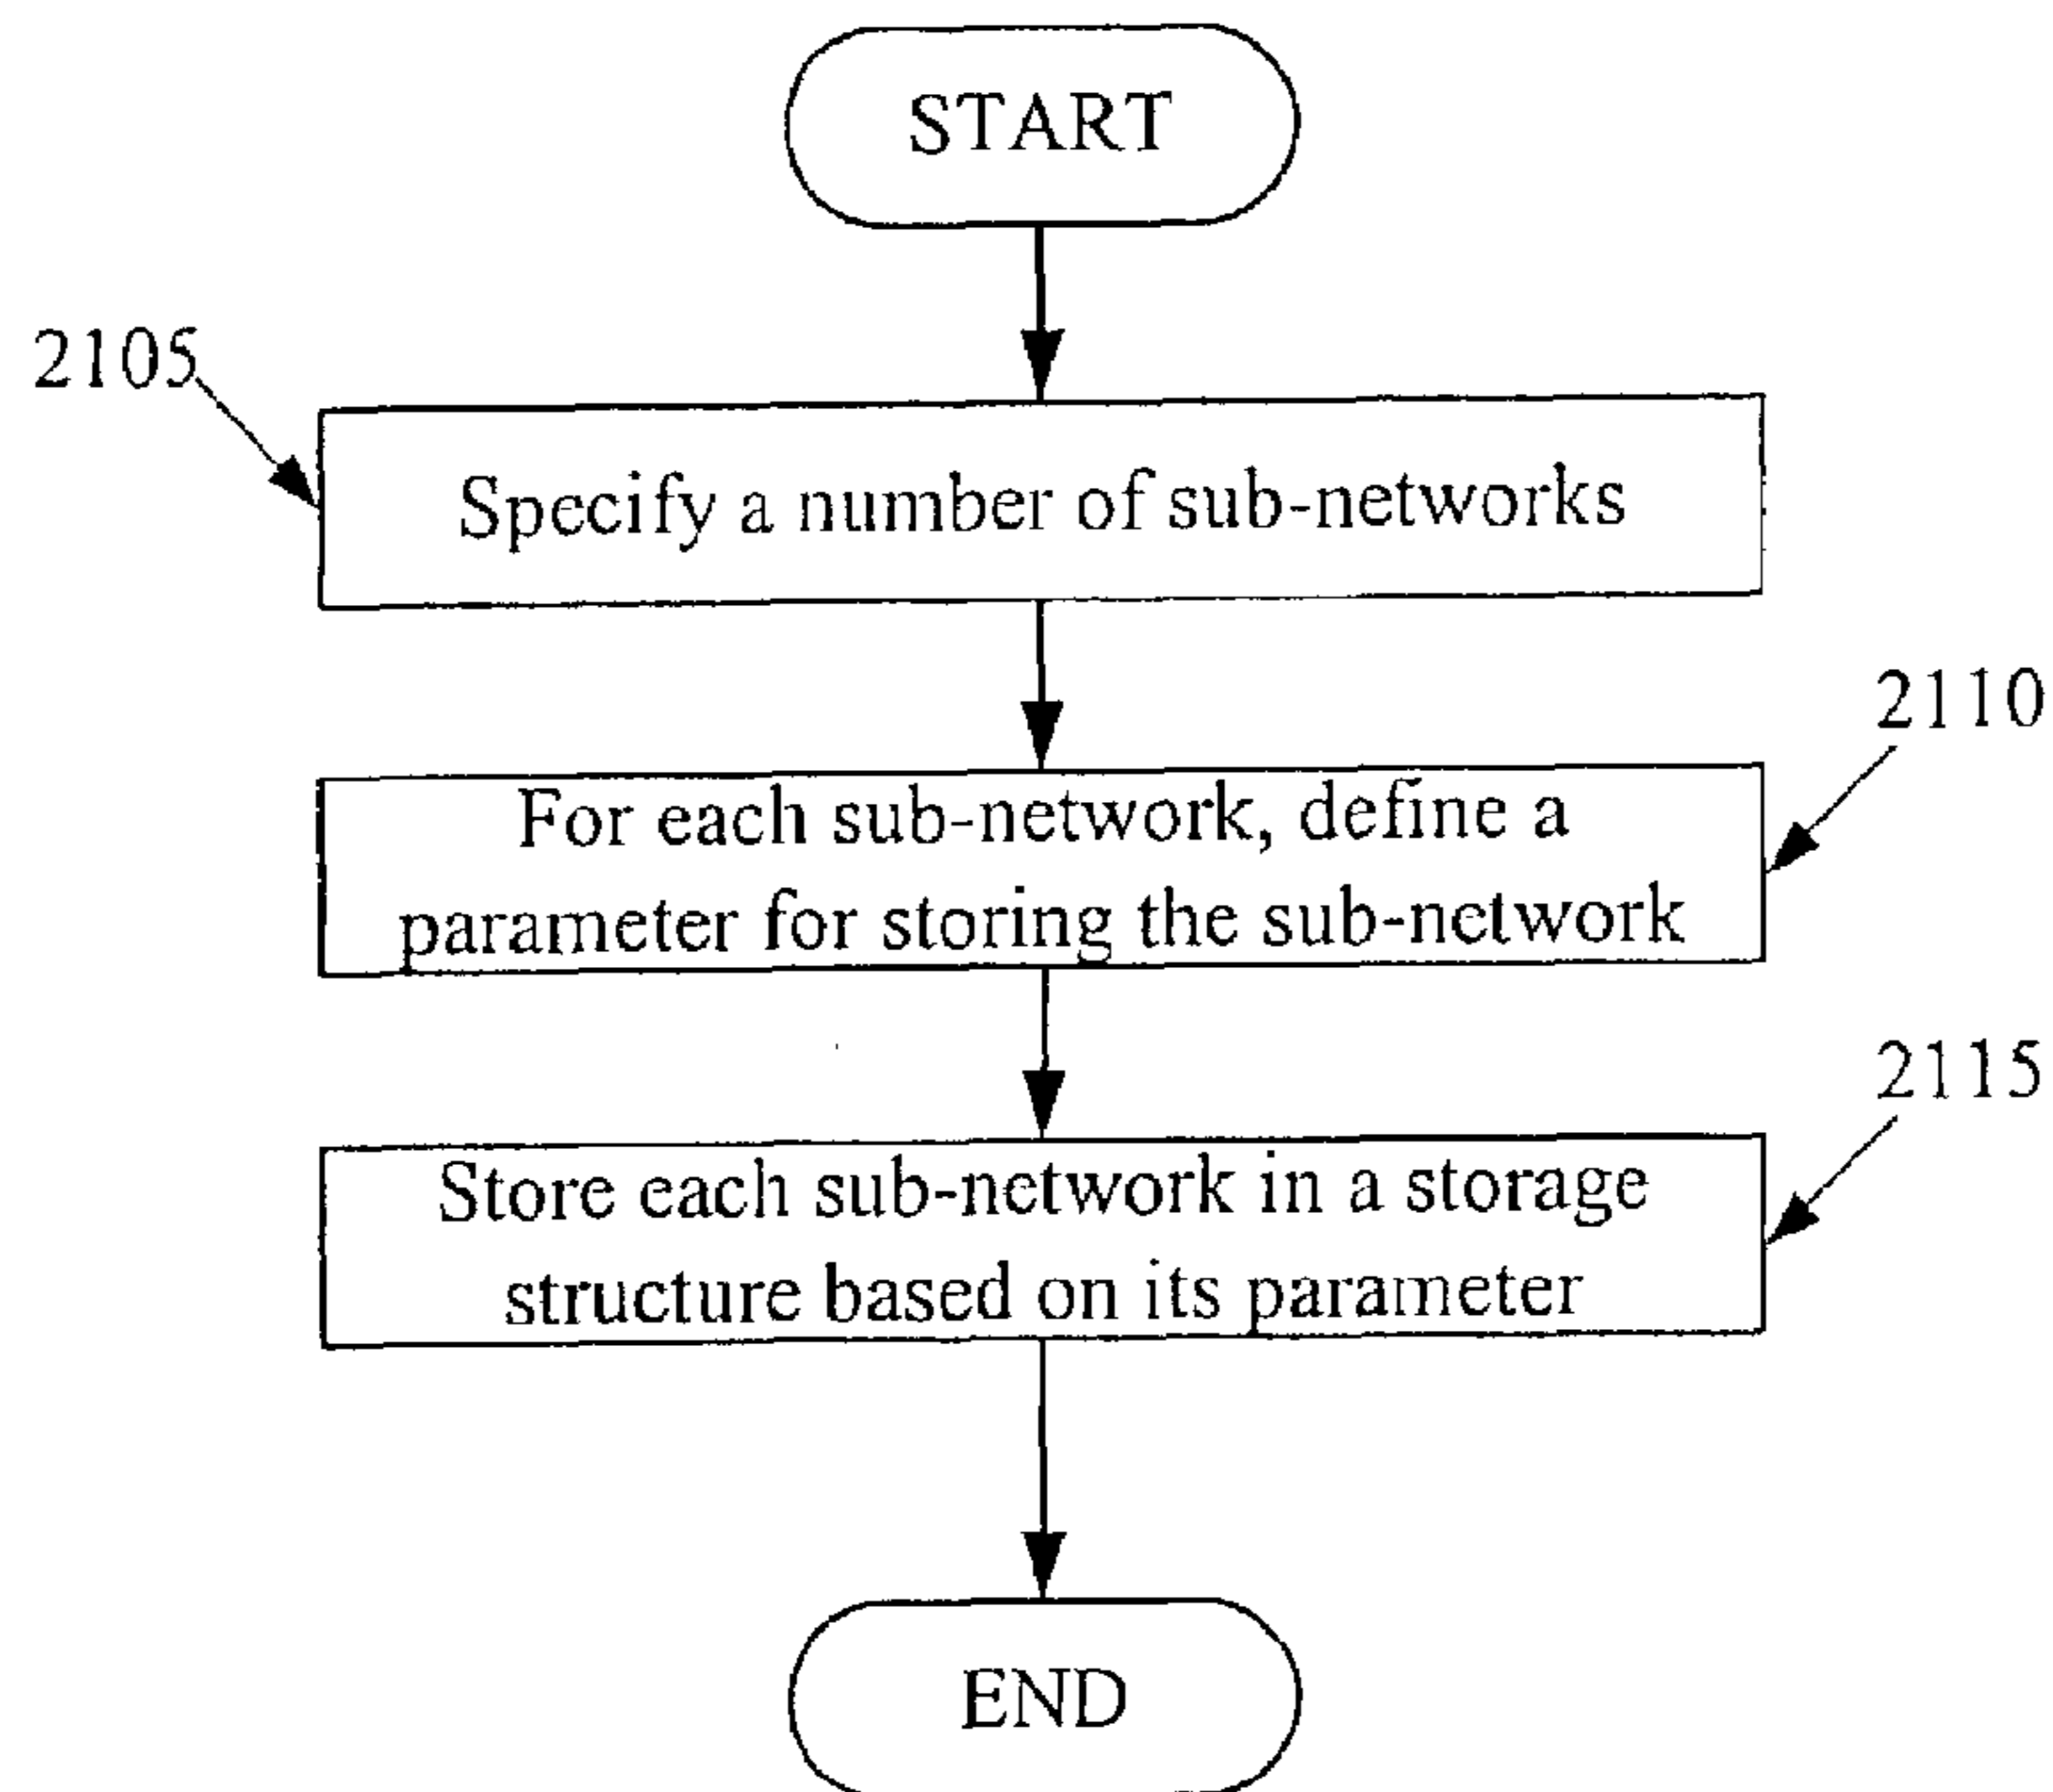 START
2105
Specify a number of sub-networks
2110
For each sub-network, define a
parameter for storing the sub-network
2115
Store each sub-network in a storage
structure based on its parameter
END